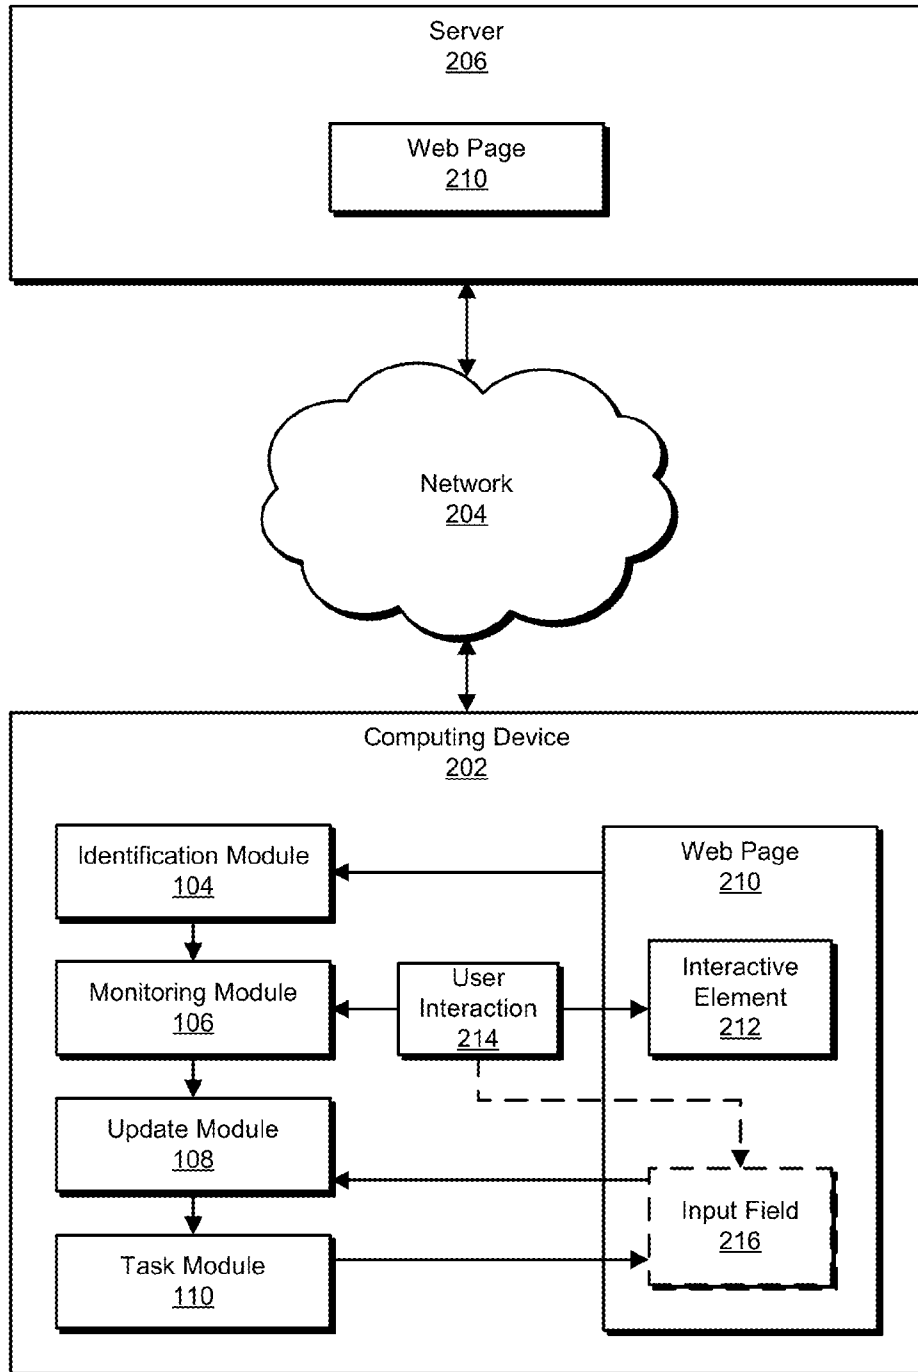 Server
206
Web Page
210
Network
204
Computing Device
202
Identification Module
104
Monitoring Module
106
Update Module
108
Task Module
110
User
Interaction
214
Web Page
210
Interactive
Element
212
Input Field
216